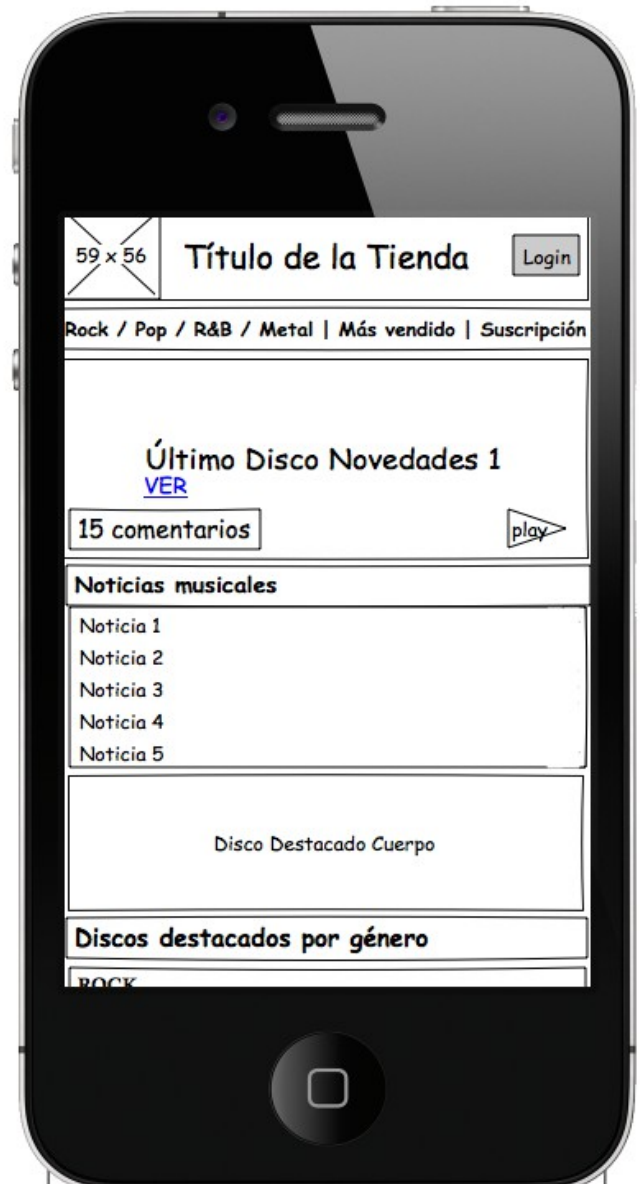 59 x 56 Título de la Tienda Login
Rock / Pop / R&B / Metal | Más vendido | Suscripción
Último Disco Novedades 1
VER
15 comentarios play
Noticias musicales
Noticia 1
Noticia 2
Noticia 3
Noticia 4
Noticia 5
Disco Destacado Cuerpo
Discos destacados por género
ROCK